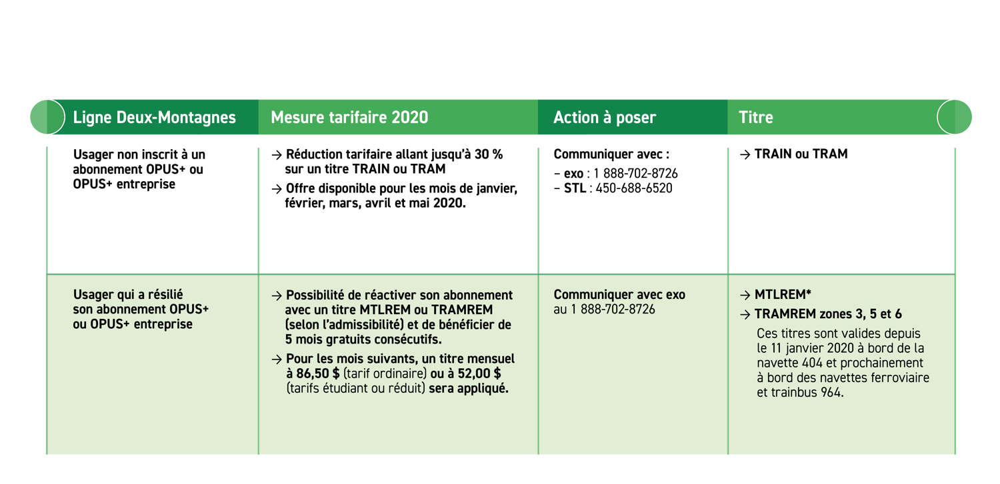 Ligne Deux-Montagnes
Mesure tarifaire 2020
Action à poser
Titre
Usager non inscrit à un
abonnement OPUS+ ou
OPUS+ entreprise
→ Réduction tarifaire allant jusqu'à 30 %
sur un titre TRAIN ou TRAM
→ Offre disponible pour les mois de janvier,
février, mars, avril et mai 2020.
Communiquer avec :
– exo : 1 888-702-8726
– STL : 450-688-6520
→ TRAIN ou TRAM
Usager qui a résilié
son abonnement OPUS+
ou OPUS+ entreprise
→ Possibilité de réactiver son abonnement
avec un titre MTLREM ou TRAMREM
(selon l'admissibilité) et de bénéficier de
5 mois gratuits consécutifs.
→ Pour les mois suivants, un titre mensuel
à 86,50 $ (tarif ordinaire) ou à 52,00 $
(tarifs étudiant ou réduit) sera appliqué.
Communiquer avec exo
au 1 888-702-8726
→ MTLREM*
→ TRAMREM zones 3, 5 et 6
Ces titres sont valides depuis
le 11 janvier 2020 à bord de la
navette 404 et prochainement
à bord des navettes ferroviaire
et trainbus 964.